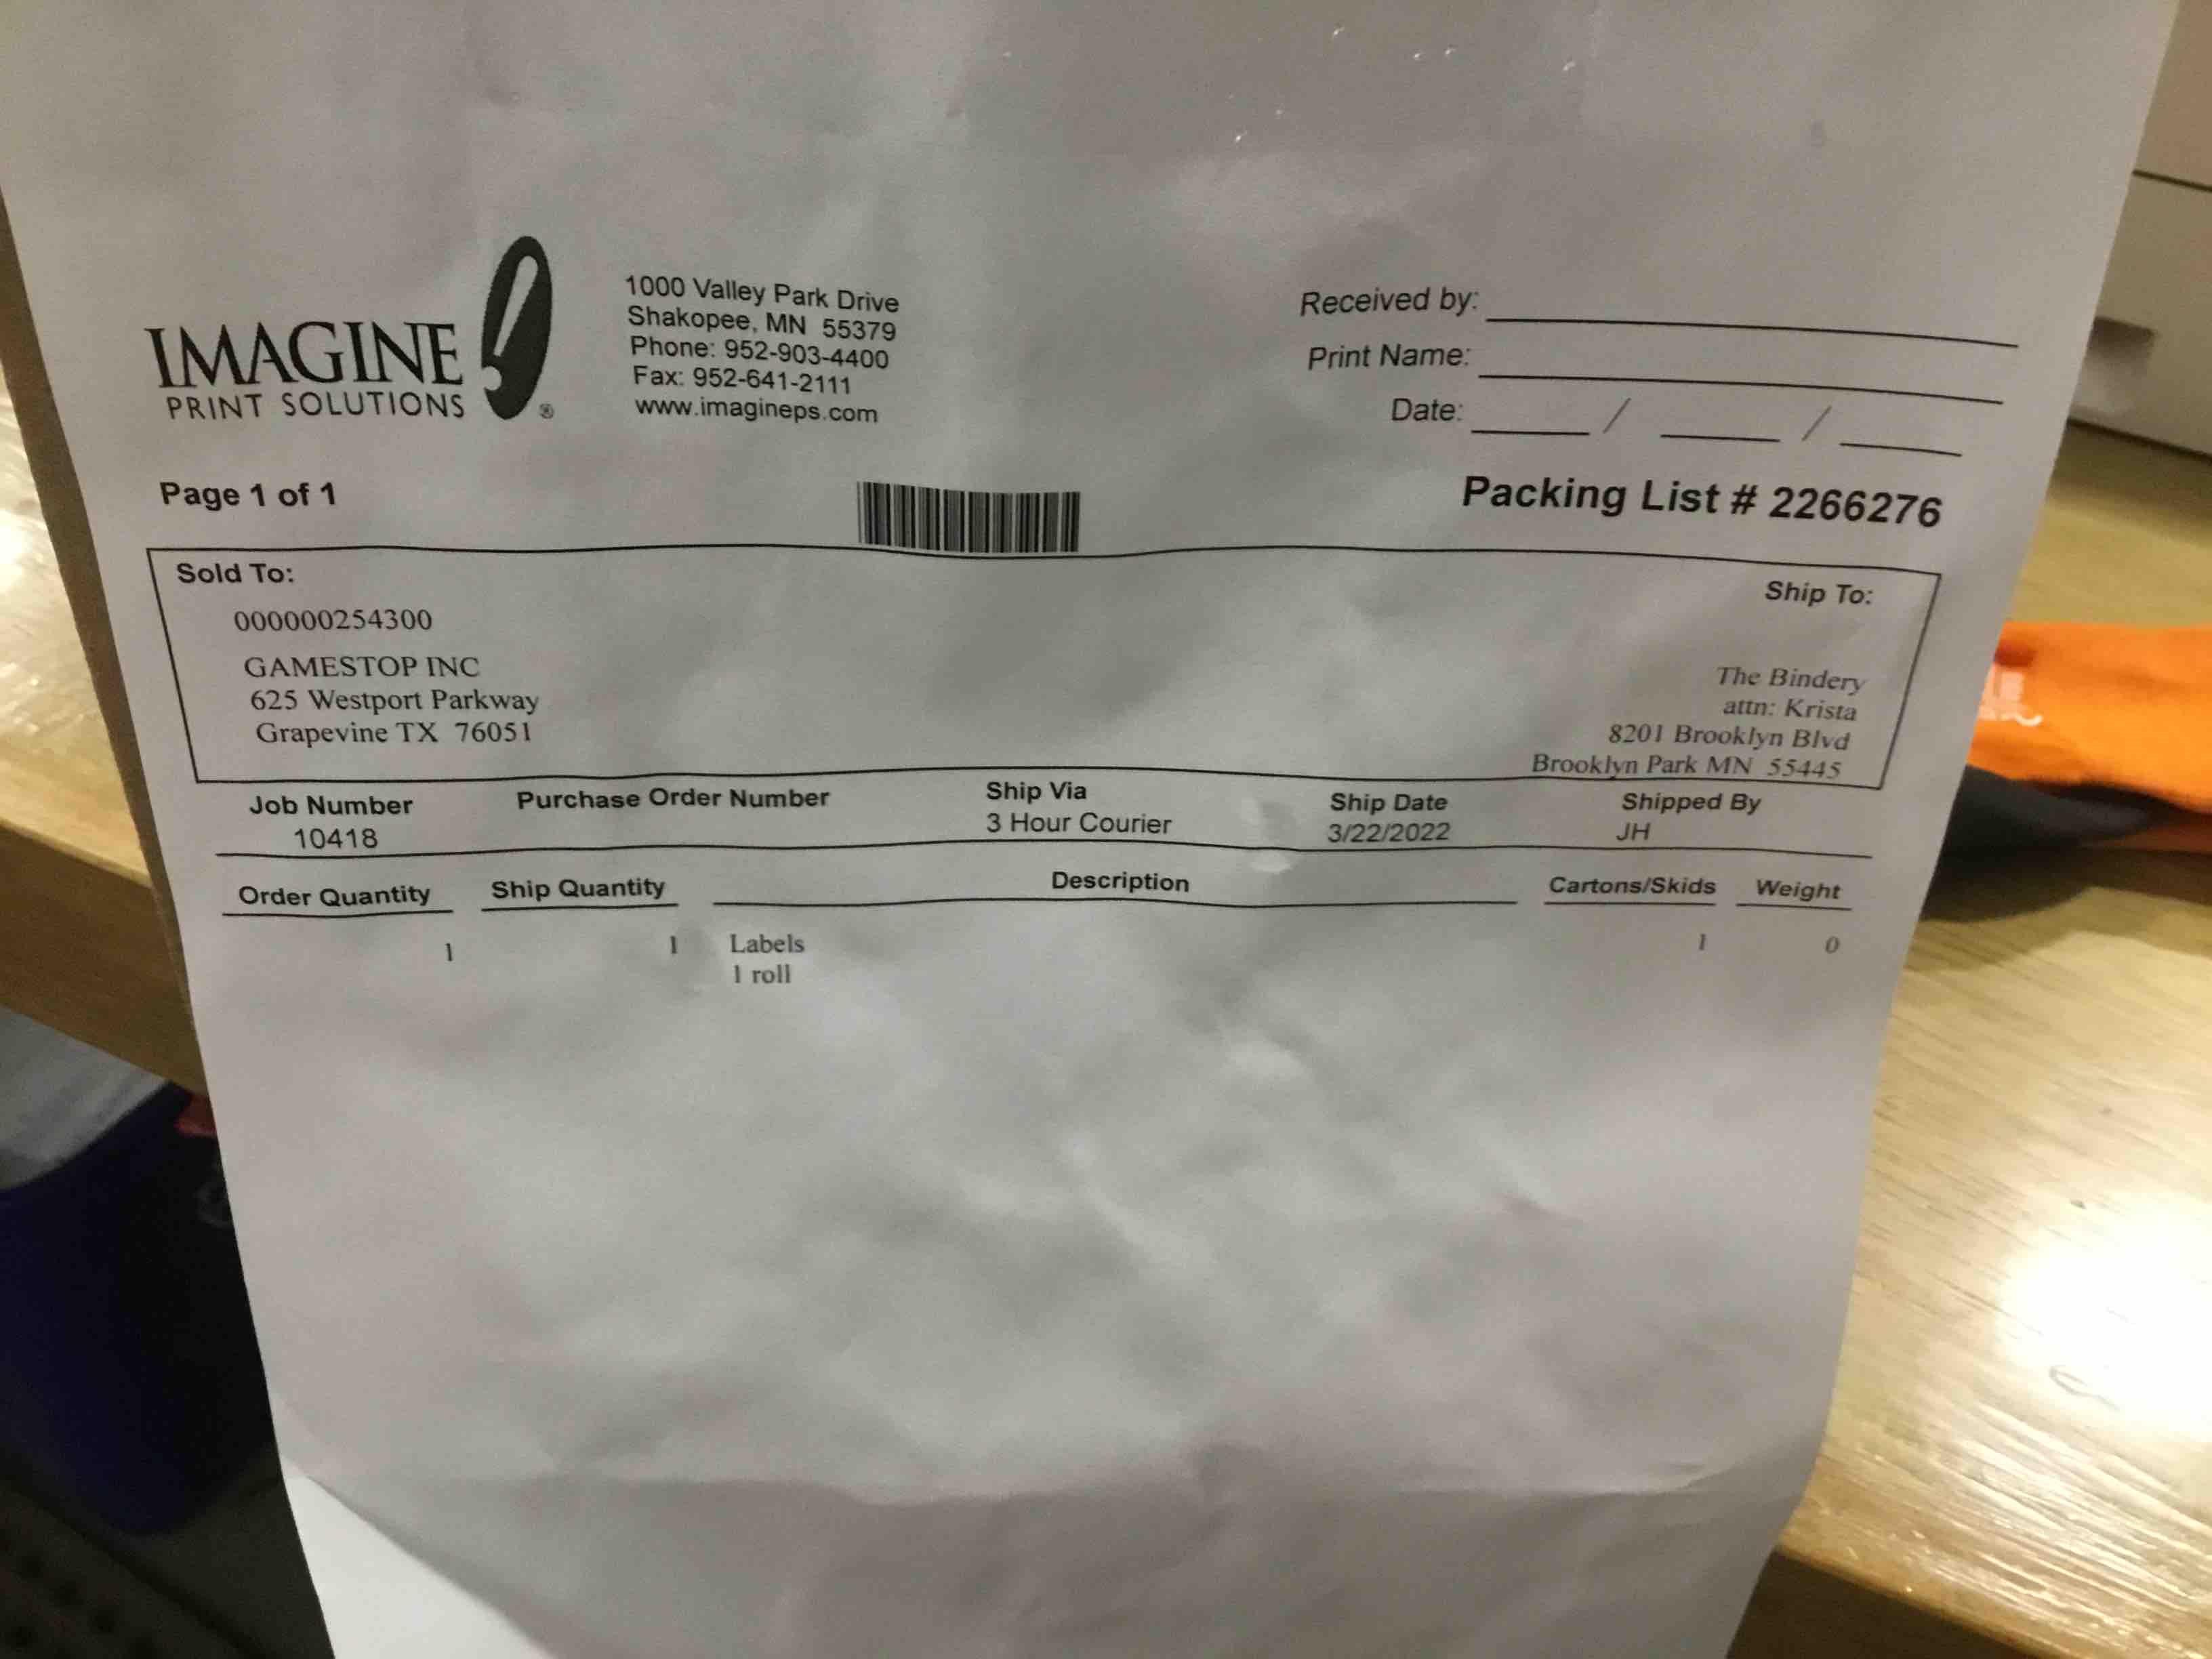 IMAGINE
PRINT SOLUTIONS
®
1000 Valley Park Drive
Shakopee, MN 55379
Phone: 952-903-4400
Fax: 952-641-2111
www.imagineps.com
Received by:
Print Name:
Date: / /
Page 1 of 1
Packing List # 2266276
Sold To:
000000254300
GAMESTOP INC
625 Westport Parkway
Grapevine TX 76051
Ship To:
The Bindery
attn: Krista
8201 Brooklyn Blvd
Brooklyn Park MN 55445
Job Number Purchase Order Number Ship Via Ship Date Shipped By
10418 3 Hour Courier 3/22/2022 JH
Order Quantity Ship Quantity Description Cartons/Skids Weight
1 1 Labels 1 0
1 roll